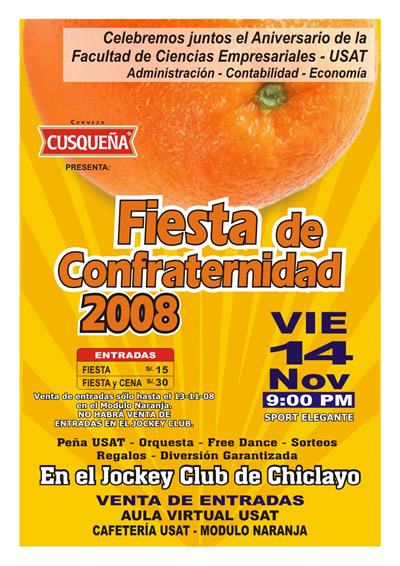 Celebremos juntos el Aniversario de la
Facultad de Ciencias Empresariales - USAT
Administración - Contabilidad - Economía
CERVEZA
CUSQUEÑA
PRESENTA:
Fiesta de
Confraternidad
2008
ENTRADAS
FIESTA S/. 15
FIESTA y CENA S/. 30
Venta de entradas sólo hasta el 13-11-08
en el Modulo Naranja.
NO HABRÁ VENTA DE
ENTRADAS EN EL JOCKEY CLUB.
VIE
14
Nov
9:00 PM
SPORT ELEGANTE
Peña USAT - Orquesta - Free Dance - Sorteos
Regalos - Diversión Garantizada
En el Jockey Club de Chiclayo
VENTA DE ENTRADAS
AULA VIRTUAL USAT
CAFETERÍA USAT - MODULO NARANJA